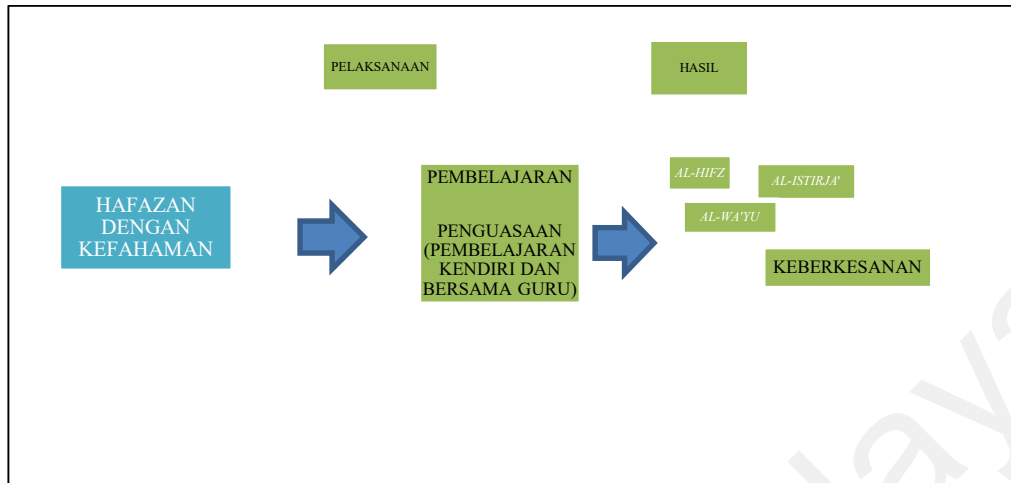 PELAKSANAAN
HASIL
HAFAZAN
DENGAN
KEFAHAMAN
PEMBELAJARAN
PENGUASAAN
(PEMBELAJARAN
KENDIRI DAN
BERSAMA GURU)
AL-HIFZ
AL-ISTIRJA'
AL-WA'YU
KEBERKESANAN